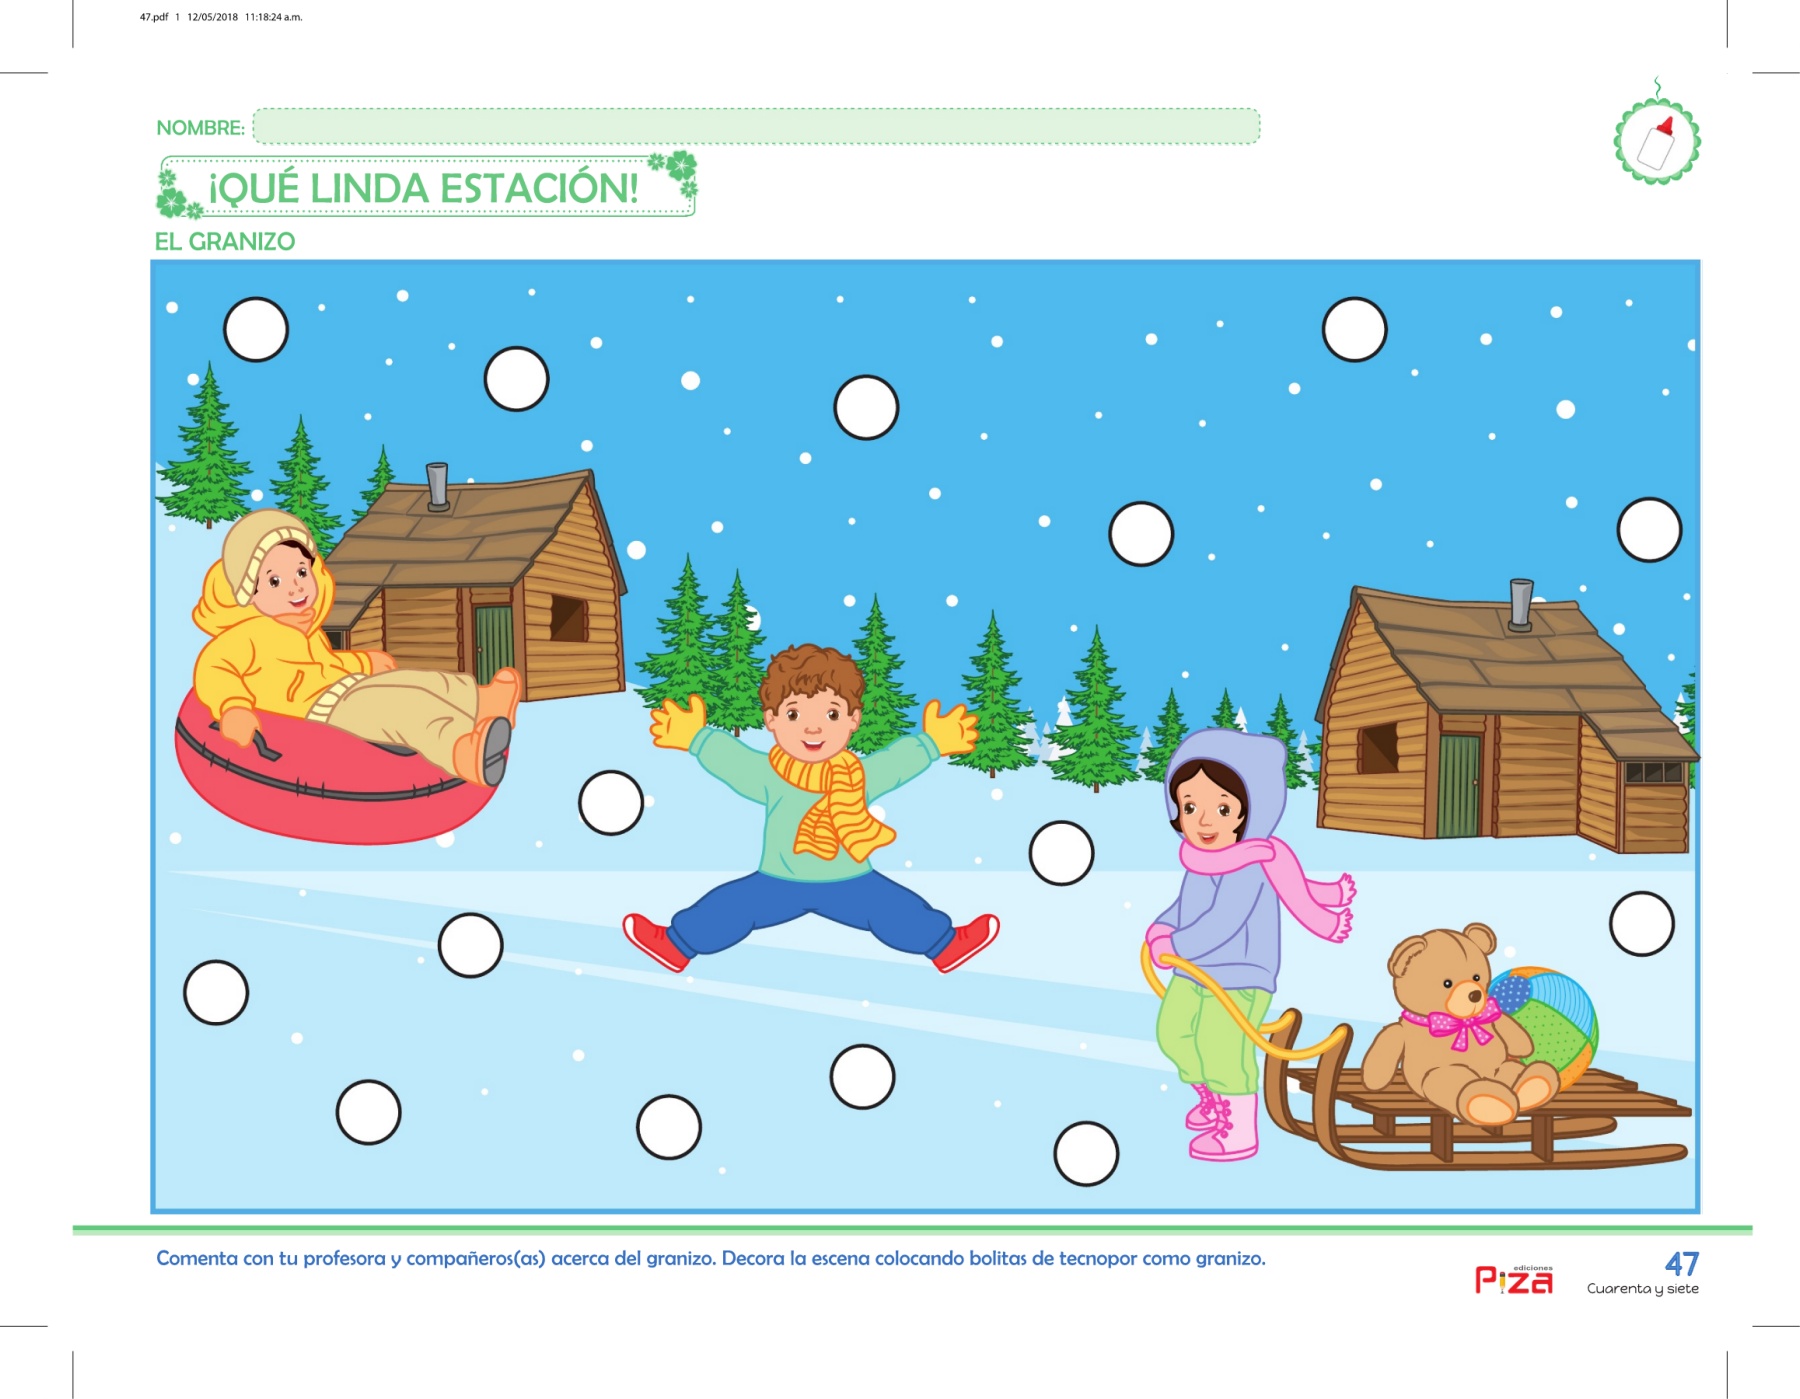 47.pdf 1 12/05/2018 11:18:24 a.m.
NOMBRE:
¡QUÉ LINDA ESTACIÓN!
EL GRANIZO
Comenta con tu profesora y compañeros(as) acerca del granizo. Decora la escena colocando bolitas de tecnopor como granizo.
ediciones
Piza
47
Cuarenta y siete